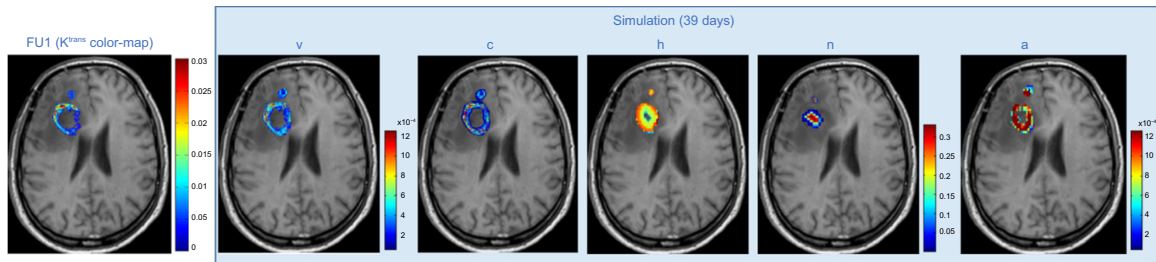 Simulation (39 days)
FU1 (K^trans color-map)
v
c
h
n
a
0.03
0.025
0.02
0.015
0.01
0.05
0
x10⁻⁴
12
10
8
6
4
2
0.3
0.25
0.2
0.15
0.1
0.05
x10⁻⁴
12
10
8
6
4
2